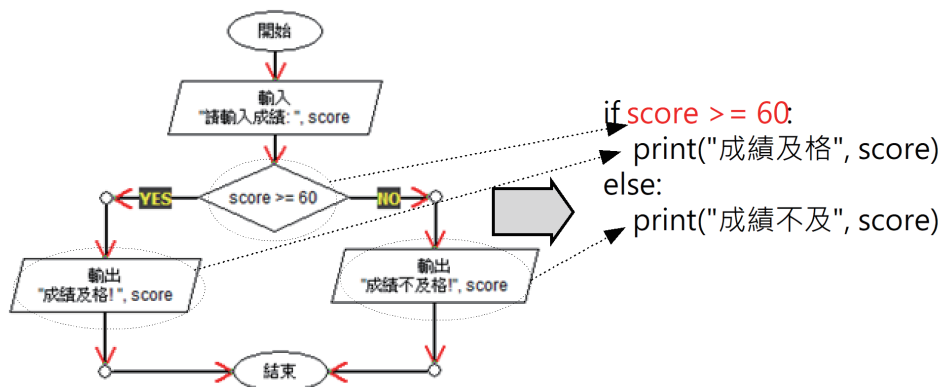 開始
輸入
"請輸入成績: ", score
score >= 60
YES
NO
輸出
"成績及格! ", score
輸出
"成績不及格!", score
結束
if score >= 60:
print("成績及格", score)
else:
print("成績不及", score)